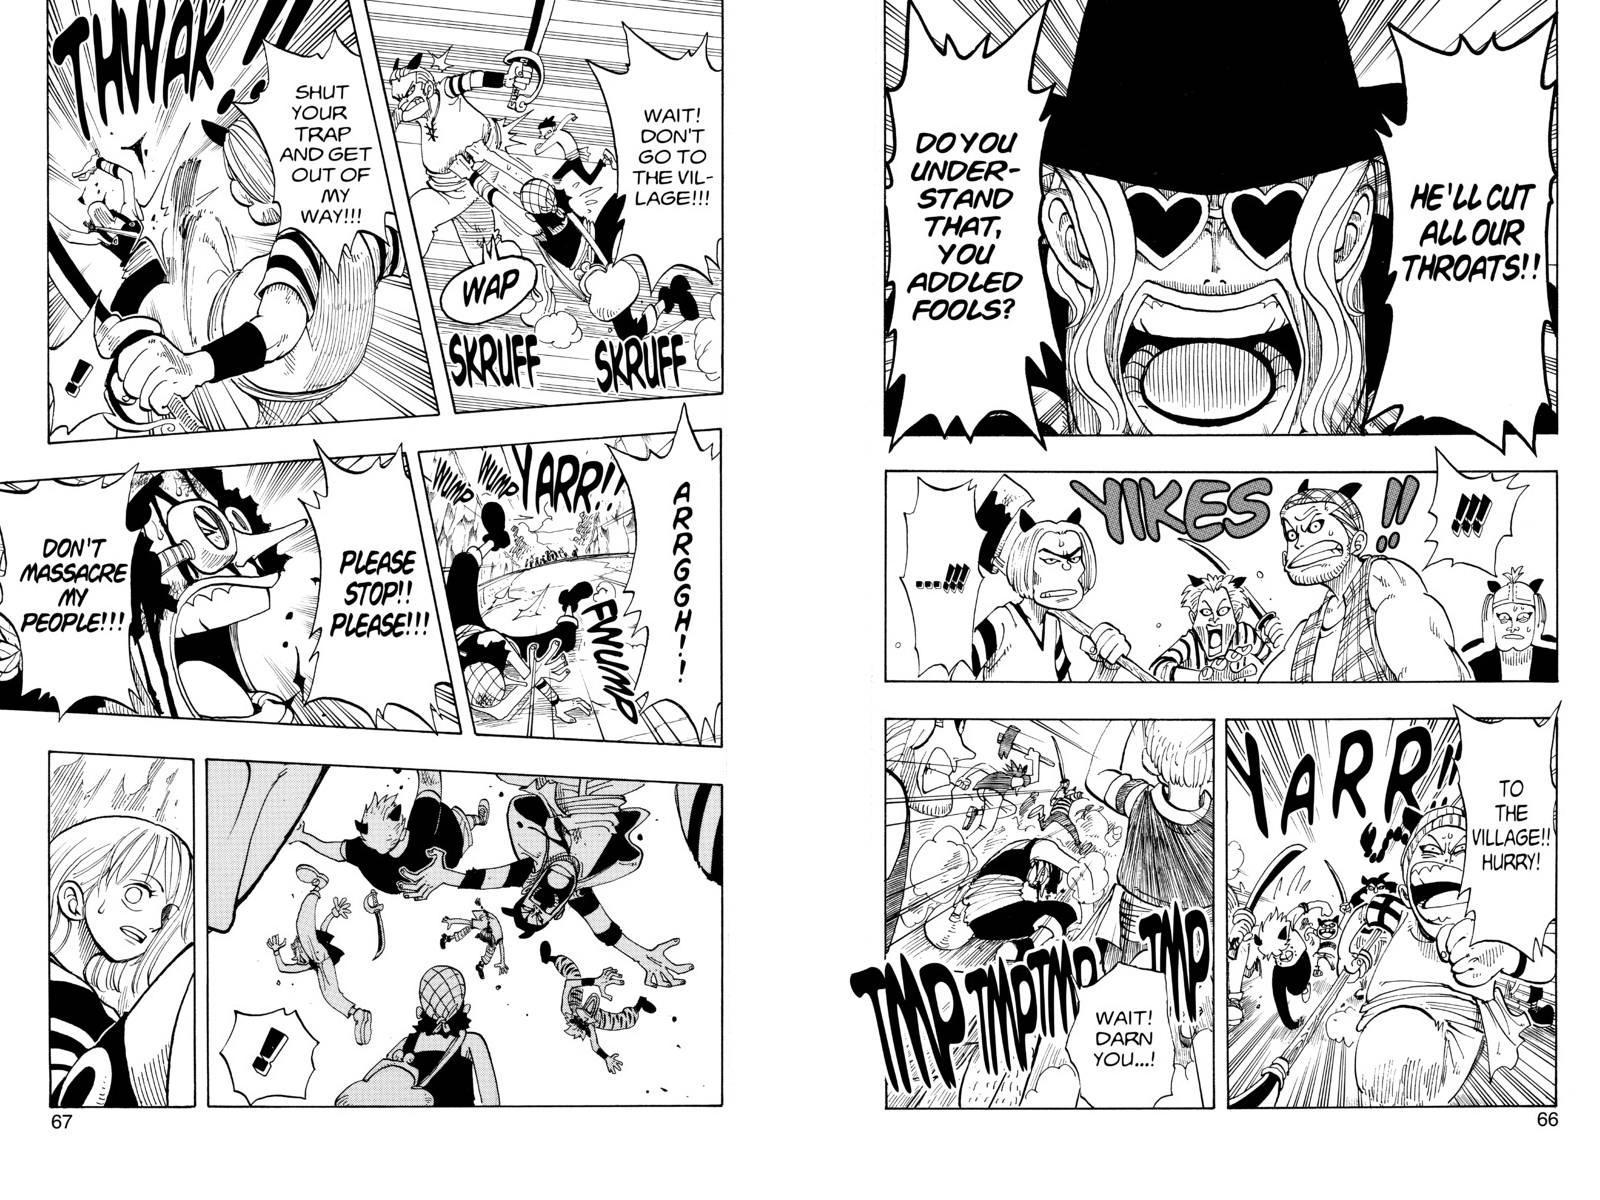 HE'LL CUT
ALL OUR
THROATS!!
DO YOU
UNDER-
STAND
THAT,
YOU
ADDLED
FOOLS?
!!!
YIKES!!
....!!!
TO
THE
VILLAGE!!
HURRY!
YARR!!
TMP
TMP
TMP
TMP
WAIT!
DARN
YOU...!
66
WAIT!
DON'T
GO TO
THE VIL-
LAGE!!!
WAP
SKRUFF
SKRUFF
THWAK!!
SHUT
YOUR
TRAP
AND GET
OUT OF
MY
WAY!!!
!
ARGGH!!
YARR!!
WUMP
WUMP
FWUMP
PLEASE
STOP!!
PLEASE!!!
DON'T
MASSACRE
MY
PEOPLE!!!
!
67